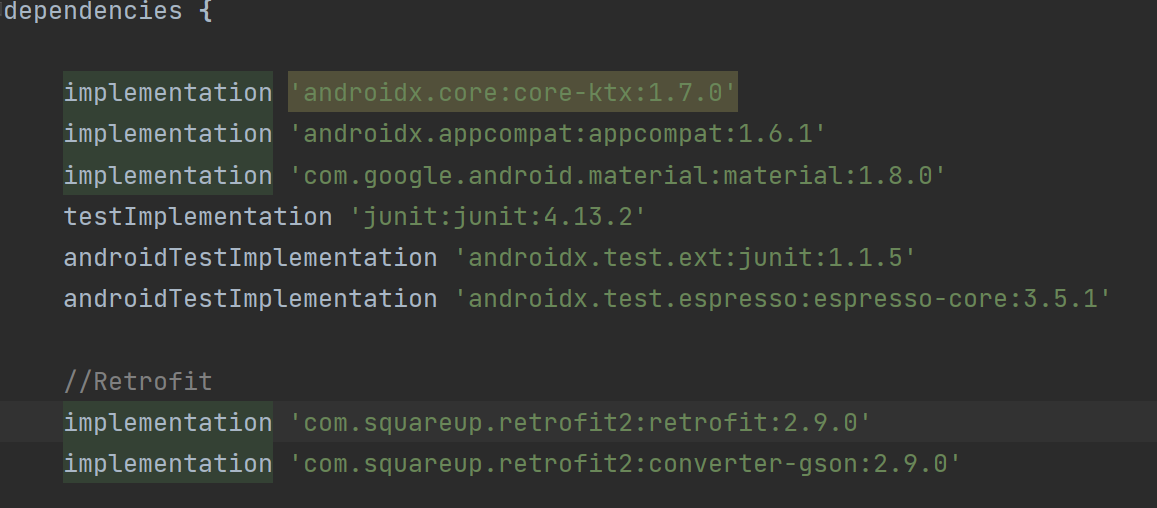 dependencies {
implementation 'androidx.core:core-ktx:1.7.0'
implementation 'androidx.appcompat:appcompat:1.6.1'
implementation 'com.google.android.material:material:1.8.0'
testImplementation 'junit:junit:4.13.2'
androidTestImplementation 'androidx.test.ext:junit:1.1.5'
androidTestImplementation 'androidx.test.espresso:espresso-core:3.5.1'
//Retrofit
implementation 'com.squareup.retrofit2:retrofit:2.9.0'
implementation 'com.squareup.retrofit2:converter-gson:2.9.0'